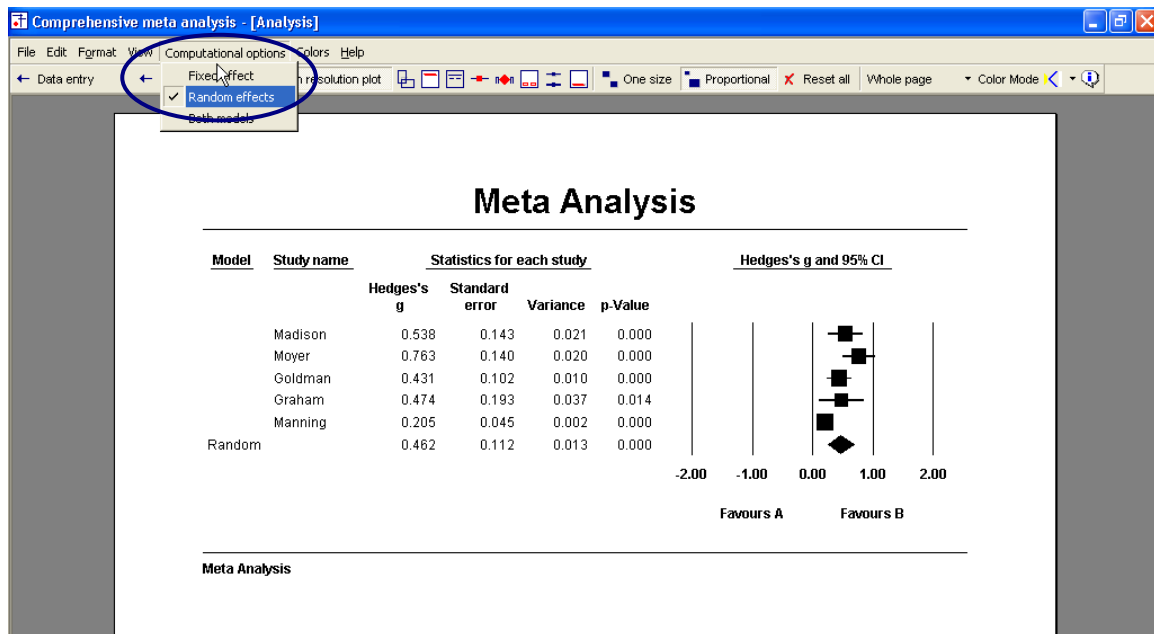 Comprehensive meta analysis - [Analysis]
File Edit Format View Computational options Colors Help
← Data entry ← resolution plot One size Proportional Reset all Whole page Color Mode
Fixed effect
Random effects
Both models
Meta Analysis
Model Study name Statistics for each study Hedges's g and 95% CI
Hedges's Standard
g error Variance p-Value
Madison 0.538 0.143 0.021 0.000
Moyer 0.763 0.140 0.020 0.000
Goldman 0.431 0.102 0.010 0.000
Graham 0.474 0.193 0.037 0.014
Manning 0.205 0.045 0.002 0.000
Random 0.462 0.112 0.013 0.000
-2.00 -1.00 0.00 1.00 2.00
Favours A Favours B
Meta Analysis